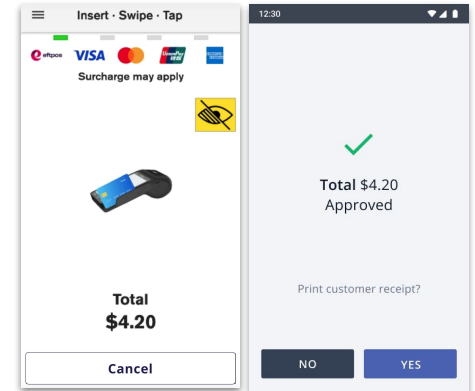 Insert · Swipe · Tap
eftpos VISA UnionPay
Surcharge may apply
Total
$4.20
Cancel
12:30
Total $4.20
Approved
Print customer receipt?
NO YES